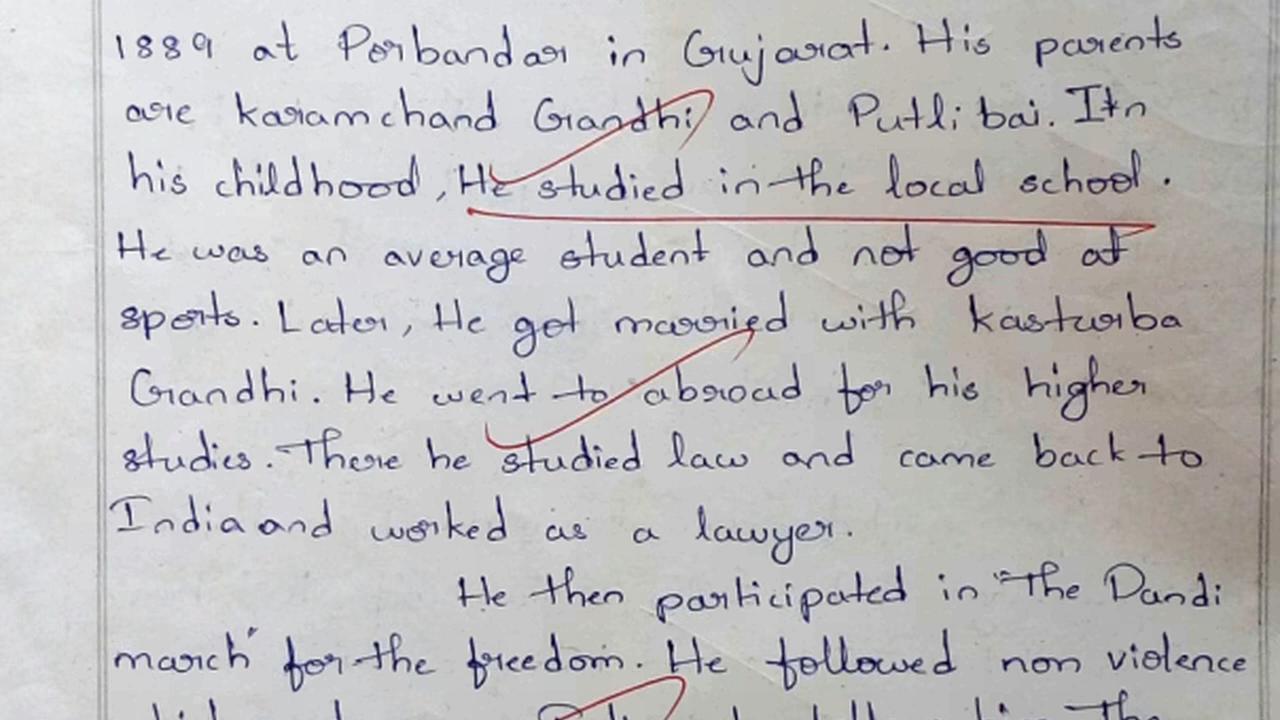 1889 at Porbandar in Gujarat. His parents
are karamchand Gandhi and Putlibai. Itn
his childhood, He studied in the local school.
He was an average student and not good at
sports. Later, He got married with kasturba
Gandhi. He went to abroad for his higher
studies. There he studied law and came back to
India and worked as a lawyer.
He then participated in "The Dandi
march" for the freedom. He followed non violence